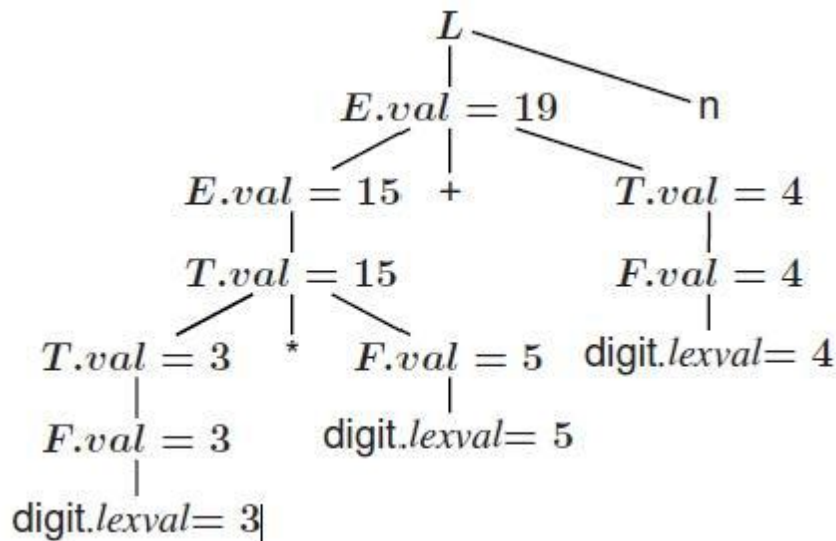 L
E.val = 19 n
E.val = 15 + T.val = 4
T.val = 15 F.val = 4
T.val = 3 * F.val = 5 digit.lexval= 4
F.val = 3 digit.lexval= 5
digit.lexval= 3